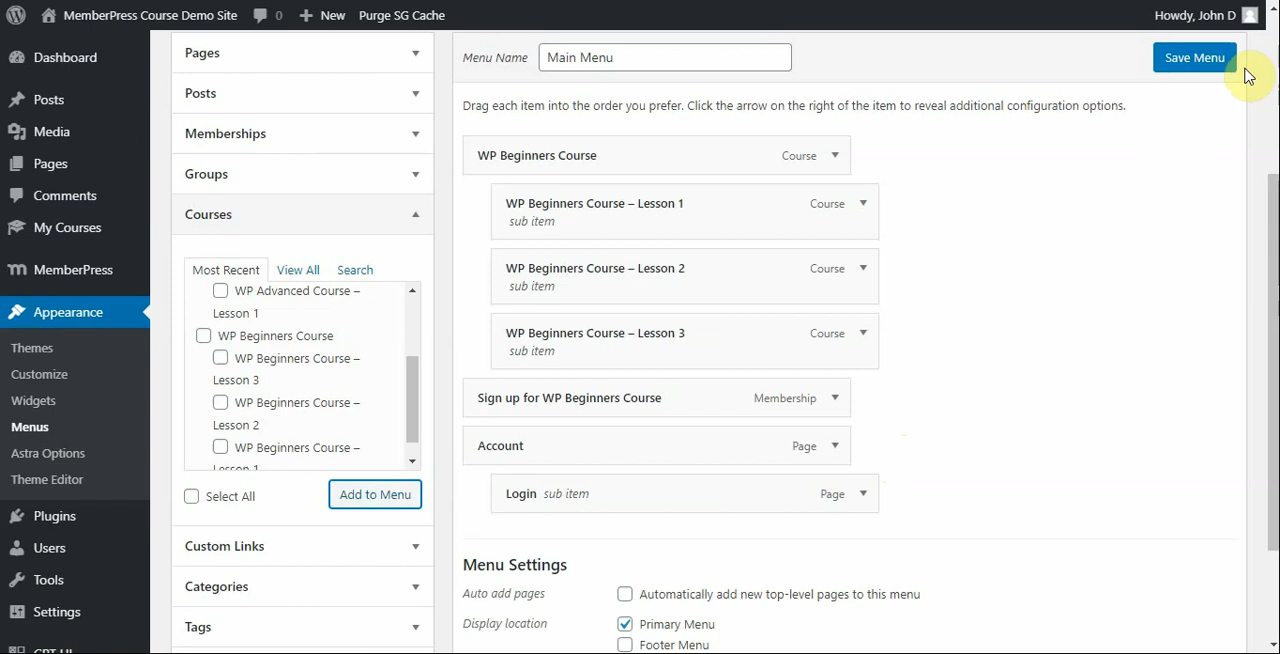 MemberPress Course Demo Site 0 New Purge SG Cache Howdy, John D
Dashboard
Posts
Media
Pages
Comments
My Courses
MemberPress
Appearance
Themes
Customize
Widgets
Menus
Astra Options
Theme Editor
Plugins
Users
Tools
Settings
Pages
Posts
Memberships
Groups
Courses
Most Recent View All Search
WP Advanced Course –
Lesson 1
WP Beginners Course
WP Beginners Course –
Lesson 3
WP Beginners Course –
Lesson 2
WP Beginners Course –
Lesson 1
Select All Add to Menu
Custom Links
Categories
Tags
Menu Name Main Menu Save Menu
Drag each item into the order you prefer. Click the arrow on the right of the item to reveal additional configuration options.
WP Beginners Course Course
WP Beginners Course – Lesson 1 Course
sub item
WP Beginners Course – Lesson 2 Course
sub item
WP Beginners Course – Lesson 3 Course
sub item
Sign up for WP Beginners Course Membership
Account Page
Login sub item Page
Menu Settings
Auto add pages Automatically add new top-level pages to this menu
Display location Primary Menu
Footer Menu